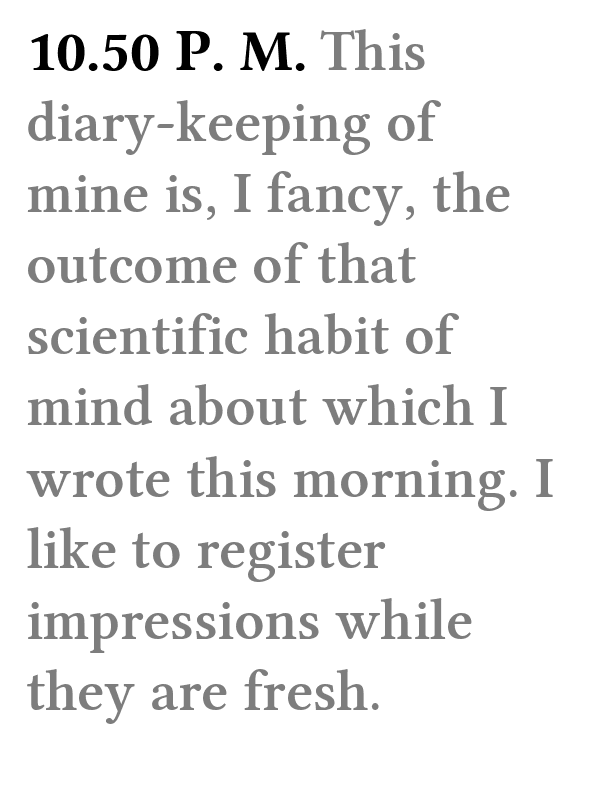 10.50 P. M. This
diary-keeping of
mine is, I fancy, the
outcome of that
scientific habit of
mind about which I
wrote this morning. I
like to register
impressions while
they are fresh.